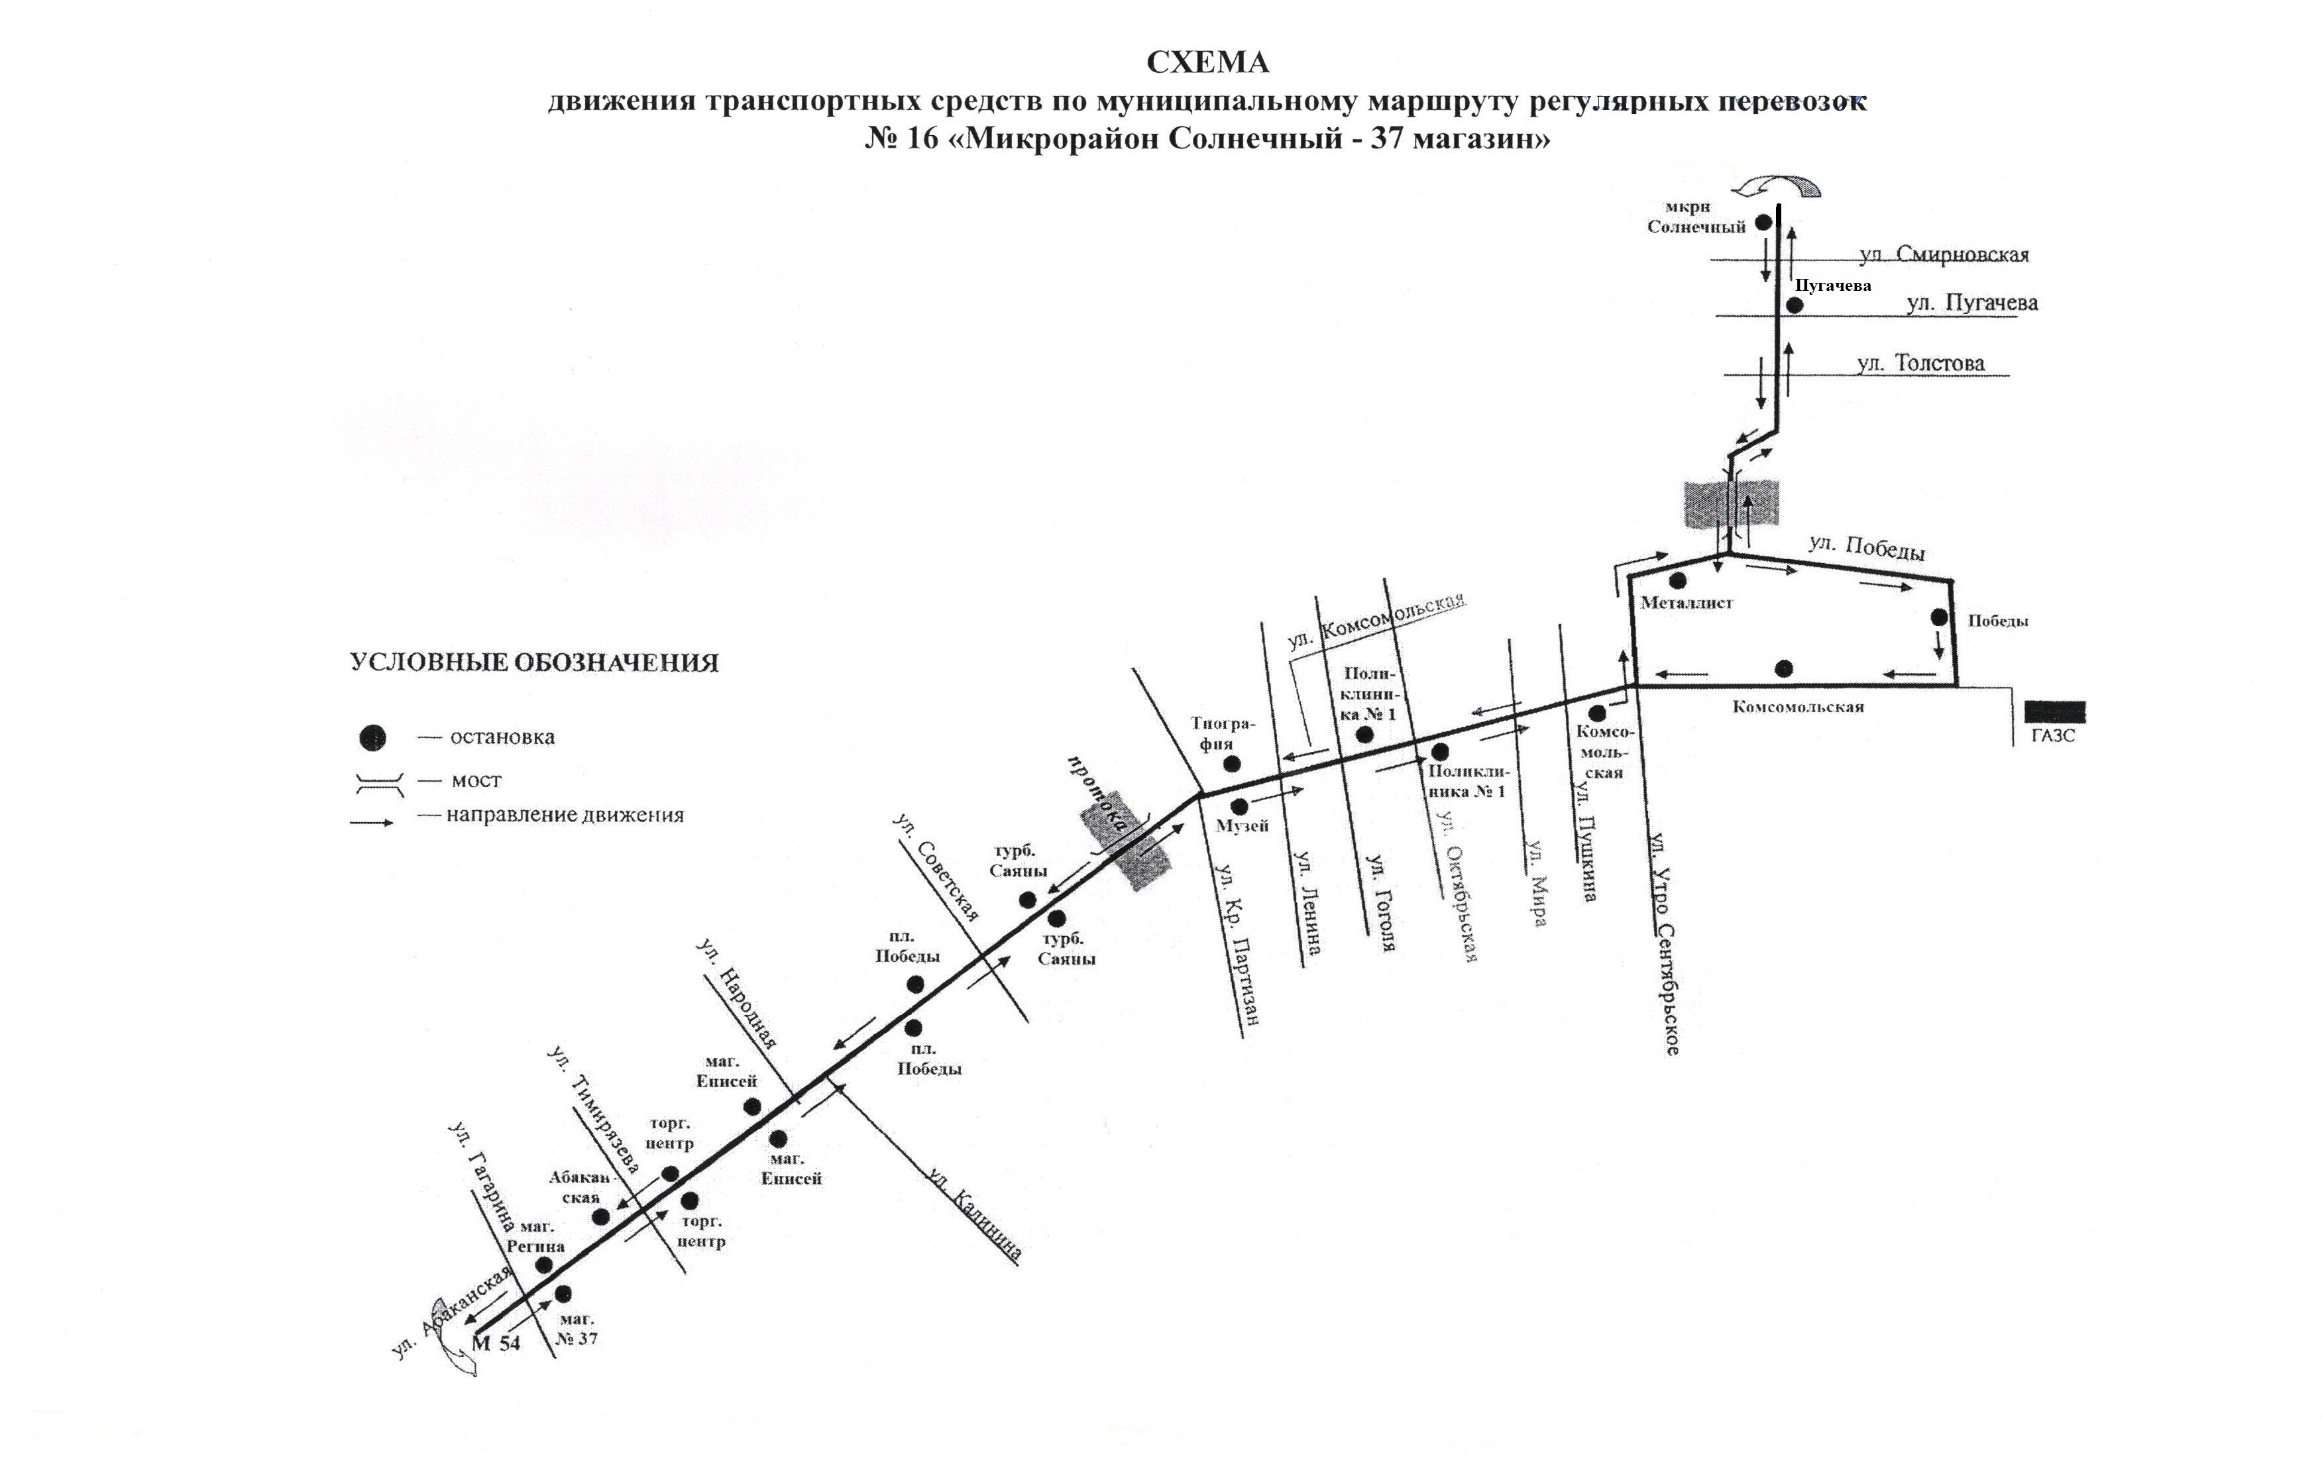 СХЕМА
движения транспортных средств по муниципальному маршруту регулярных перевозок
№ 16 «Микрорайон Солнечный - 37 магазин»
мкрн
Солнечный
ул. Смирновская
Пугачева
ул. Пугачева
ул. Толстова
ул. Победы
Металлист
Победы
Комсомольская
ГАЗС
УСЛОВНЫЕ ОБОЗНАЧЕНИЯ
— остановка
— мост
— направление движения
ул. Комсомольская
Поли-
клини-
ка № 1
Типогра-
фия
Музей
Поликли-
ника № 1
Комсо-
моль-
ская
протока
ул. Кр. Партизан
ул. Ленина
ул. Гоголя
ул. Октябрьская
ул. Мира
ул. Пушкина
ул. Утро Сентябрьское
ул. Советская
турб.
Саяны
турб.
Саяны
пл.
Победы
пл.
Победы
ул. Народная
маг.
Енисей
маг.
Енисей
ул. Калинина
ул. Тимирязева
торг.
центр
торг.
центр
Абакан-
ская
ул. Гагарина
маг.
Регина
маг.
№ 37
ул. Абаканская
М 54